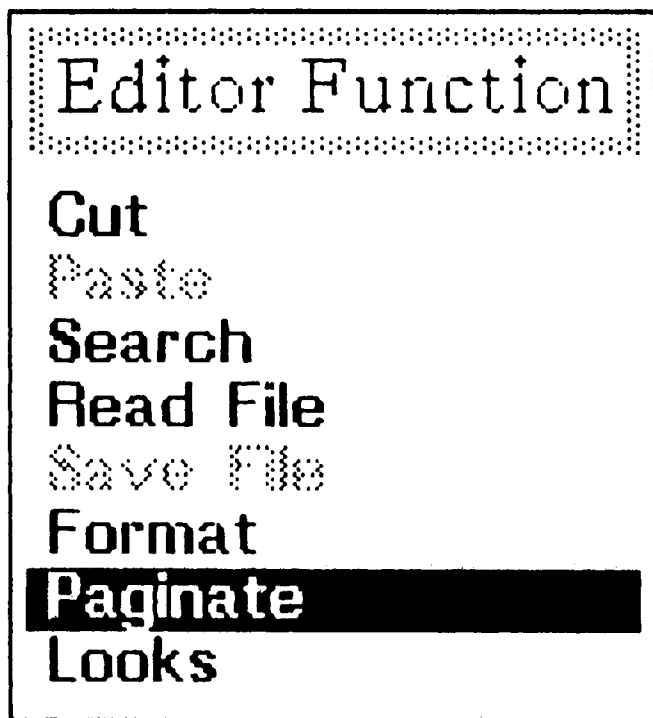 Editor Function
Cut
Paste
Search
Read File
Save File
Format
Paginate
Looks